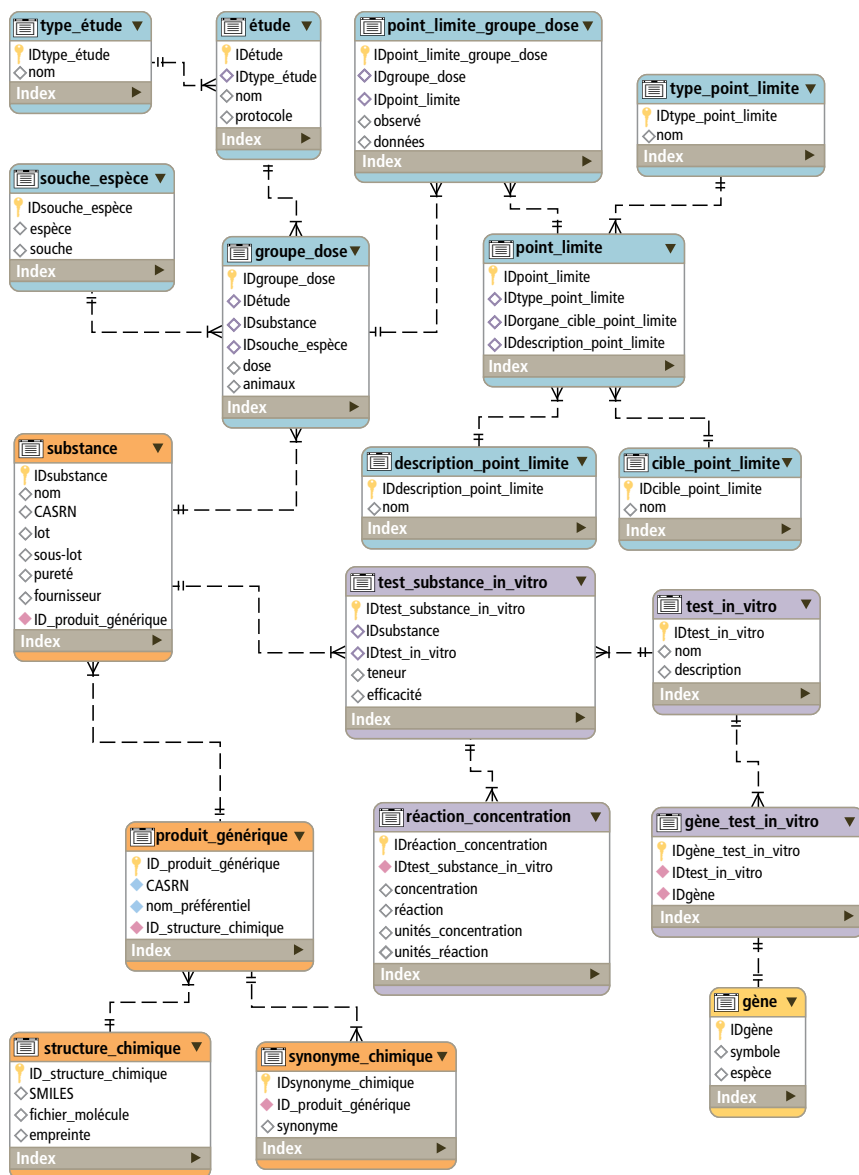 type_étude
IDtype_étude
nom
Index
étude
IDétude
IDtype_étude
nom
protocole
Index
point_limite_groupe_dose
IDpoint_limite_groupe_dose
IDgroupe_dose
IDpoint_limite
observé
données
Index
type_point_limite
IDtype_point_limite
nom
Index
souche_espèce
IDsouche_espèce
espèce
souche
Index
groupe_dose
IDgroupe_dose
IDétude
IDsubstance
IDsouche_espèce
dose
animaux
Index
point_limite
IDpoint_limite
IDtype_point_limite
IDorgane_cible_point_limite
IDdescription_point_limite
Index
substance
IDsubstance
nom
CASRN
lot
sous-lot
pureté
fournisseur
ID_produit_générique
Index
description_point_limite
IDdescription_point_limite
nom
Index
cible_point_limite
IDcible_point_limite
nom
Index
test_substance_in_vitro
IDtest_substance_in_vitro
IDsubstance
IDtest_in_vitro
teneur
efficacité
Index
test_in_vitro
IDtest_in_vitro
nom
description
Index
produit_générique
ID_produit_générique
CASRN
nom_préférentiel
ID_structure_chimique
Index
réaction_concentration
IDréaction_concentration
IDtest_substance_in_vitro
concentration
réaction
unités_concentration
unités_réaction
Index
gène_test_in_vitro
IDgène_test_in_vitro
IDtest_in_vitro
IDgène
Index
structure_chimique
ID_structure_chimique
SMILES
fichier_molécule
empreinte
Index
synonyme_chimique
IDsynonyme_chimique
ID_produit_générique
synonyme
Index
gène
IDgène
symbole
espèce
Index